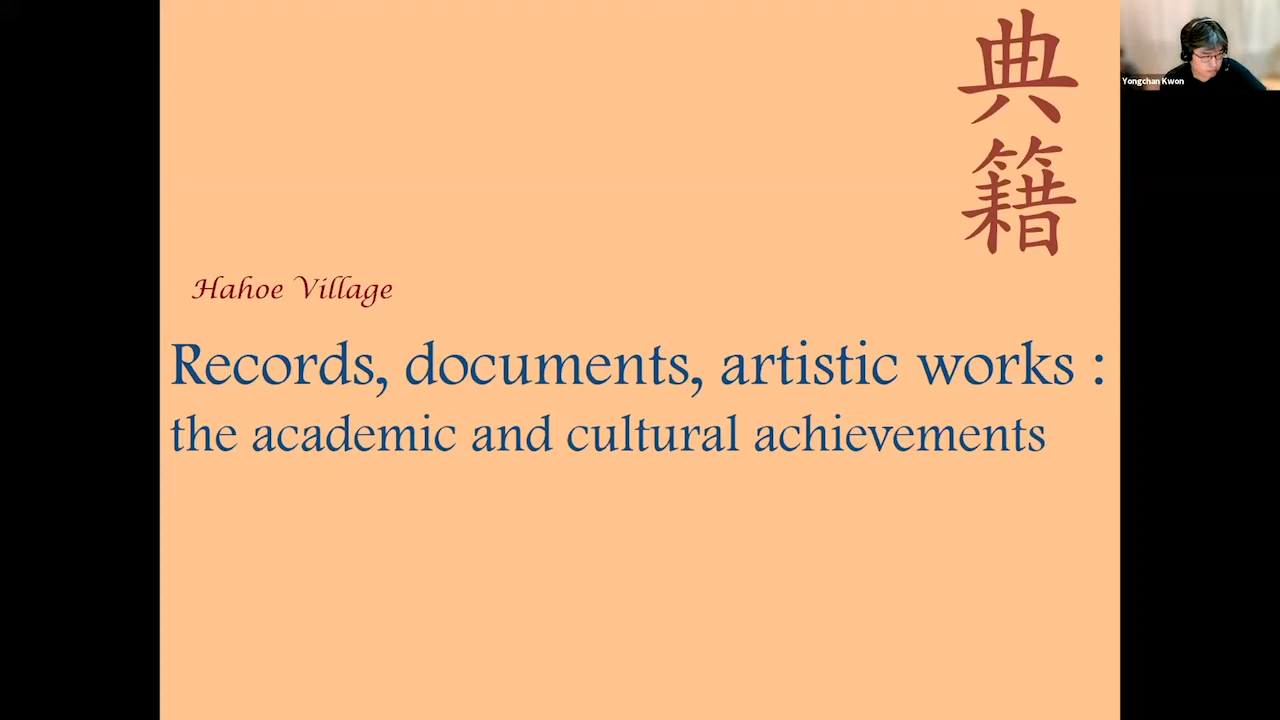 典
籍
Yongchan Kwon
Hahoe Village
Records, documents, artistic works :
the academic and cultural achievements